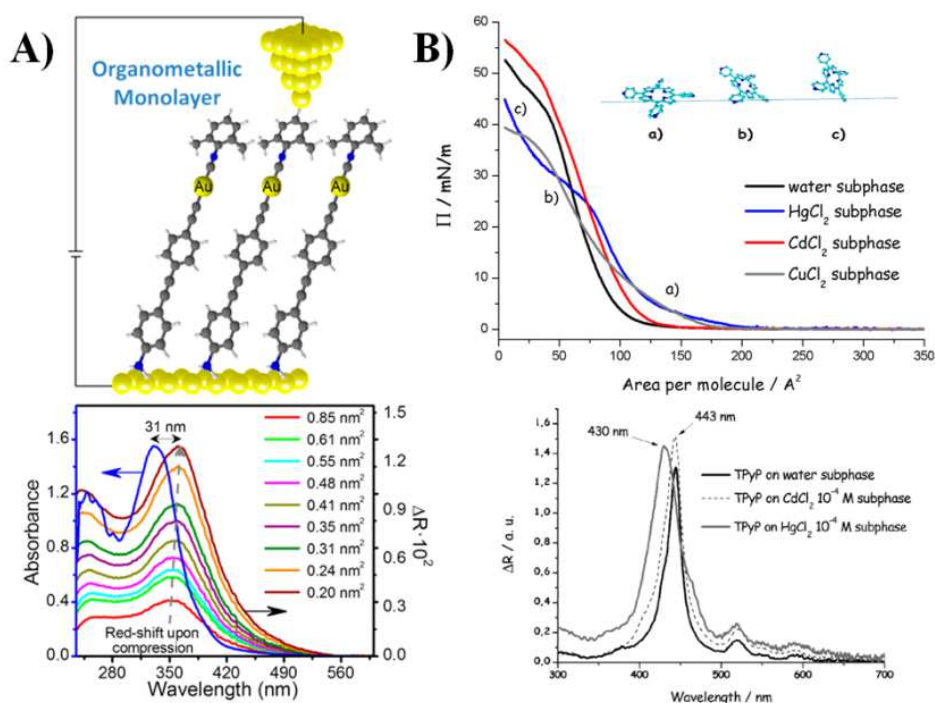 A)
Organometallic
Monolayer
Au
Au
Au
Absorbance
1.6
1.2
0.8
0.4
0.0
31 nm
0.85 nm²
0.61 nm²
0.55 nm²
0.48 nm²
0.41 nm²
0.35 nm²
0.31 nm²
0.24 nm²
0.20 nm²
1.5
1.2
0.9
0.6
0.3
0.0
ΔR·10²
Red-shift upon
compression
280 350 420 490 560
Wavelength (nm)
B)
Π / mN/m
60
50
40
30
20
10
0
c)
b)
a)
a) b) c)
water subphase
HgCl₂ subphase
CdCl₂ subphase
CuCl₂ subphase
0 50 100 150 200 250 300 350
Area per molecule / A²
ΔR / a. u.
1,8
1,6
1,4
1,2
1,0
0,8
0,6
0,4
0,2
0,0
430 nm
443 nm
TPyP on water subphase
TPyP on CdCl₂ 10⁻⁴ M subphase
TPyP on HgCl₂ 10⁻⁴ M subphase
300 400 500 600 700
Wavelength / nm